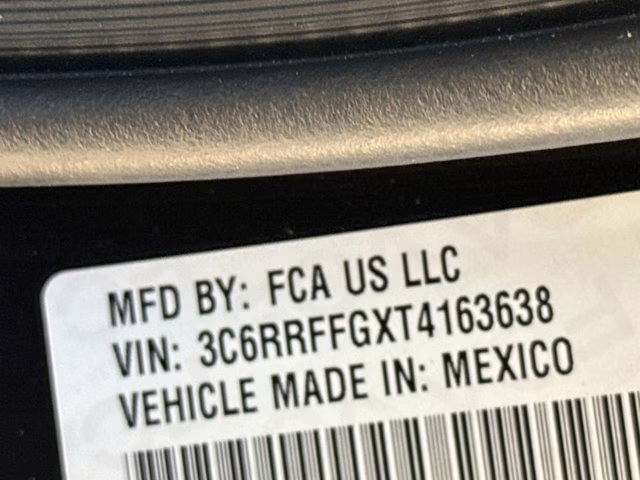 MFD BY: FCA US LLC
VIN: 3C6RRFFGXT4163638
VEHICLE MADE IN: MEXICO